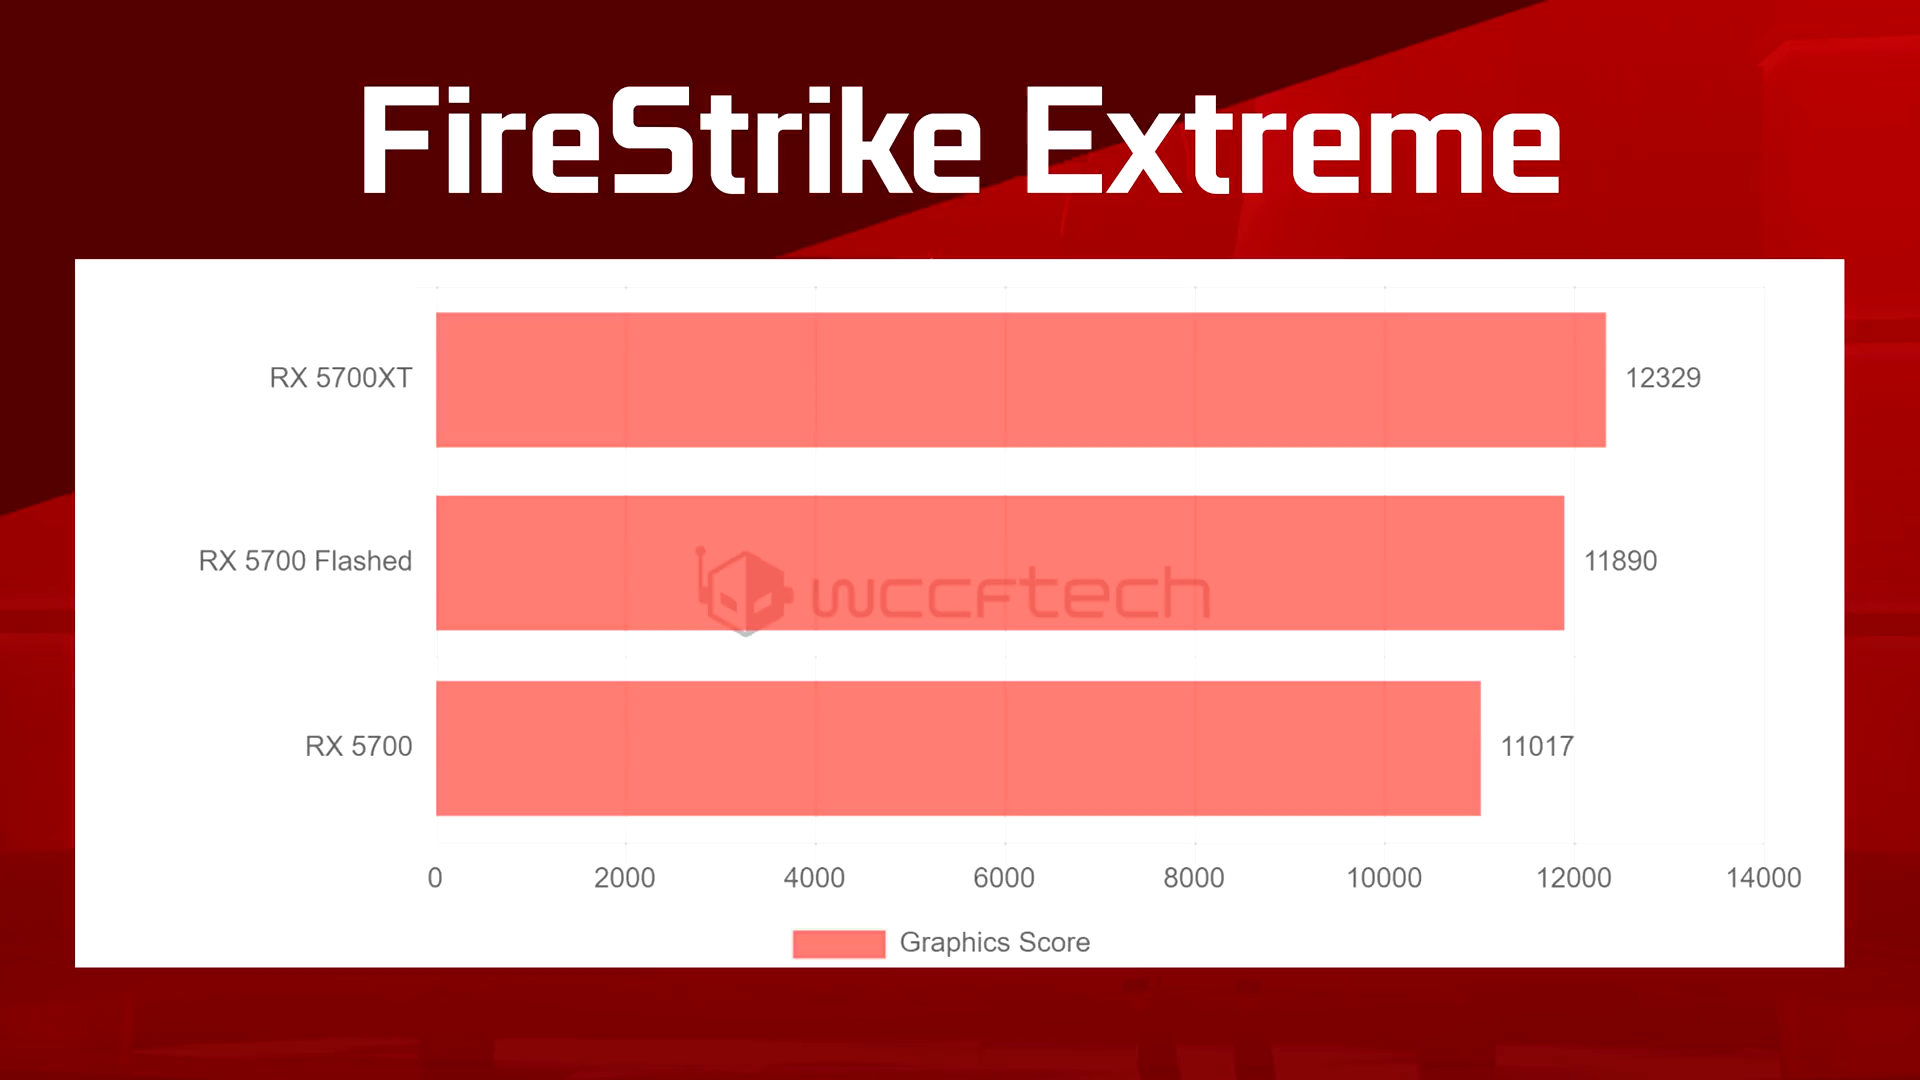 FireStrike Extreme
RX 5700XT
12329
RX 5700 Flashed
11890
wccftech
RX 5700
11017
0 2000 4000 6000 8000 10000 12000 14000
Graphics Score